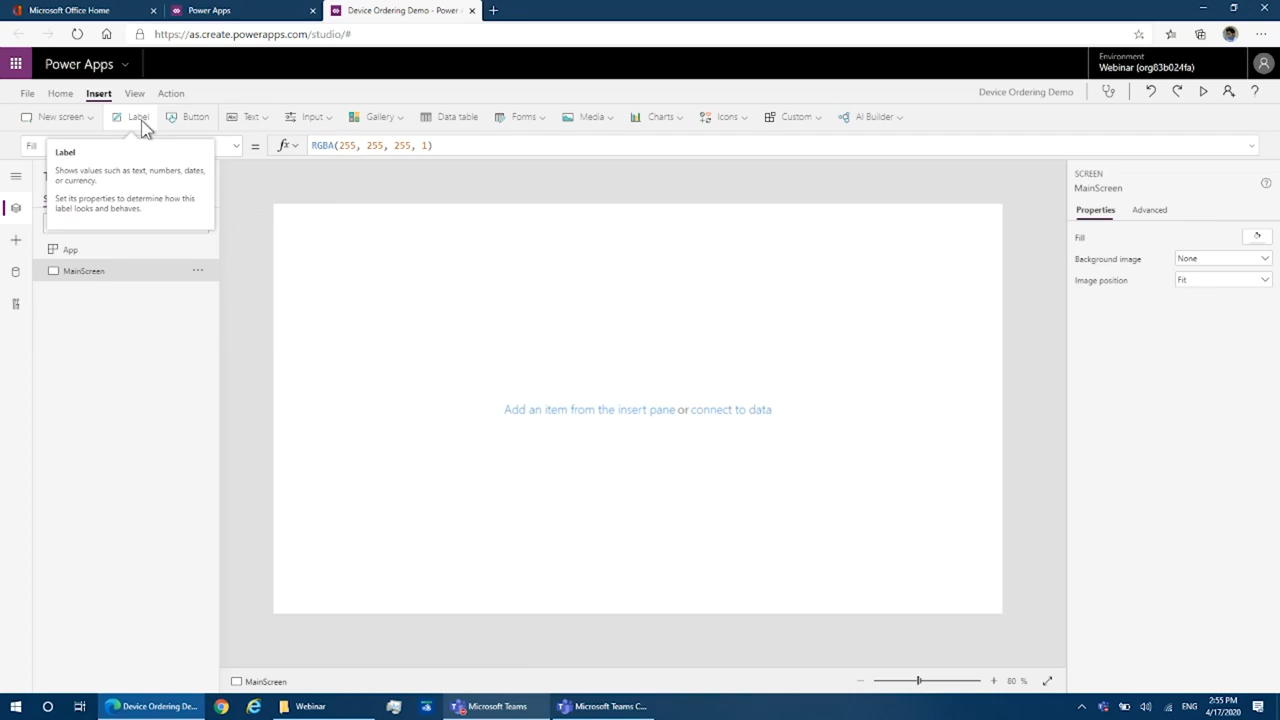 Microsoft Office Home
Power Apps
Device Ordering Demo - Power
https://as.create.powerapps.com/studio/#
Power Apps
Environment
Webinar (org83b024fa)
File Home Insert View Action
Device Ordering Demo
New screen Label Button Text Input Gallery Data table Forms Media Charts Icons Custom AI Builder
Fill = fx RGBA(255, 255, 255, 1)
Label
Shows values such as text, numbers, dates,
or currency.
Set its properties to determine how this
label looks and behaves.
App
MainScreen
Add an item from the insert pane or connect to data
SCREEN
MainScreen
Properties Advanced
Fill
Background image None
Image position Fit
MainScreen
80 %
Device Ordering De...
Webinar
Microsoft Teams
Microsoft Teams C...
ENG
2:55 PM
4/17/2020